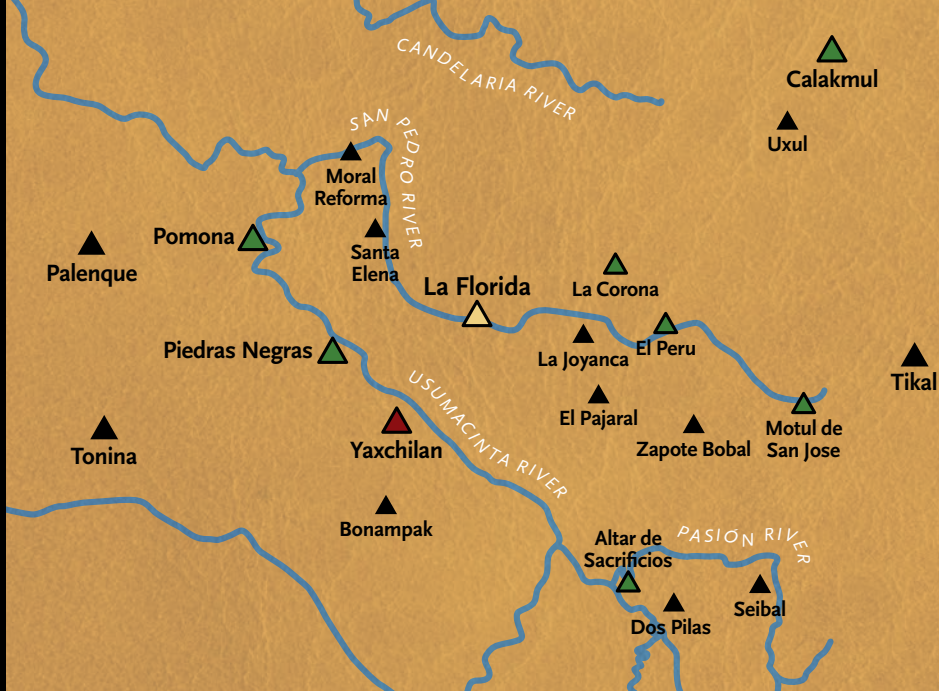 CANDELARIA RIVER
Calakmul
Uxul
SAN PEDRO RIVER
Moral
Reforma
Pomona
Palenque
Santa
Elena
La Florida
La Corona
Piedras Negras
La Joyanca
El Peru
Tikal
USUMACINTA RIVER
El Pajaral
Yaxchilan
Tonina
Zapote Bobal
Motul de
San Jose
Bonampak
Altar de
Sacrificios
PASIÓN RIVER
Seibal
Dos Pilas